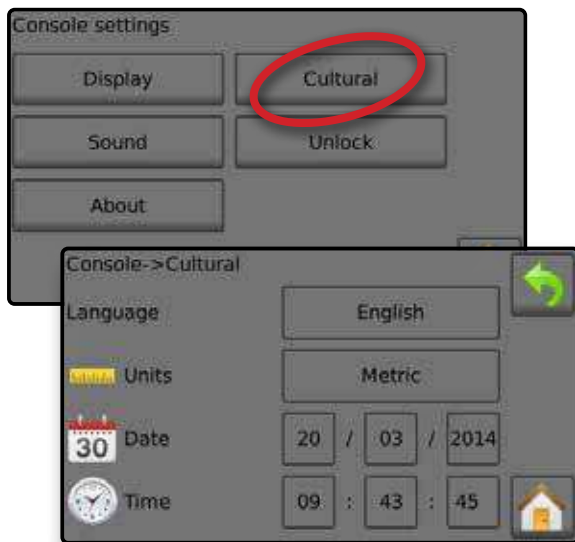 Console settings
Display Cultural
Sound Unlock
About
Console->Cultural
Language English
Units Metric
30 Date 20 / 03 / 2014
Time 09 : 43 : 45